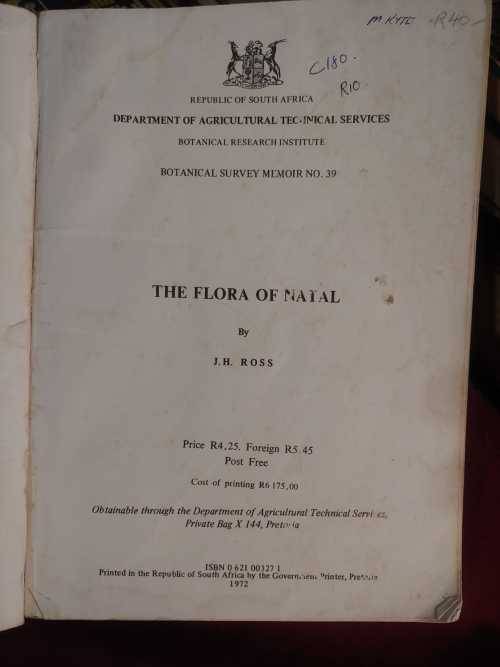 M. KYTE R40-
C180.
R10.
REPUBLIC OF SOUTH AFRICA
DEPARTMENT OF AGRICULTURAL TECHNICAL SERVICES
BOTANICAL RESEARCH INSTITUTE
BOTANICAL SURVEY MEMOIR NO. 39
THE FLORA OF NATAL
By
J.H. ROSS
Price R4,25. Foreign R5.45
Post Free
Cost of printing R6 175,00
Obtainable through the Department of Agricultural Technical Services,
Private Bag X 144, Pretoria
ISBN 0 621 00327 1
Printed in the Republic of South Africa by the Government Printer, Pretoria
1972